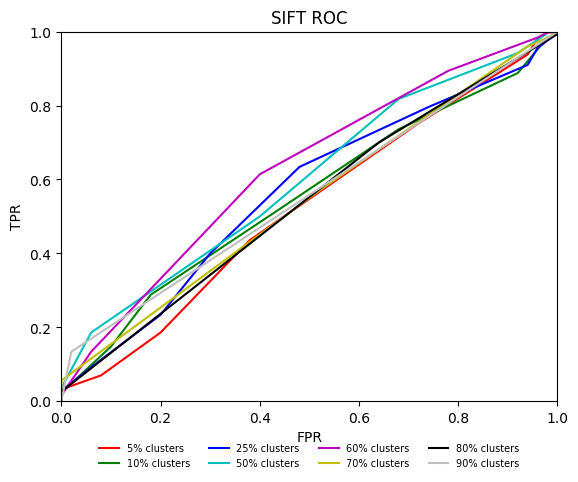 SIFT ROC
1.0
0.8
0.6
0.4
0.2
0.0
TPR
0.0 0.2 0.4 0.6 0.8 1.0
FPR
5% clusters 25% clusters 60% clusters 80% clusters
10% clusters 50% clusters 70% clusters 90% clusters